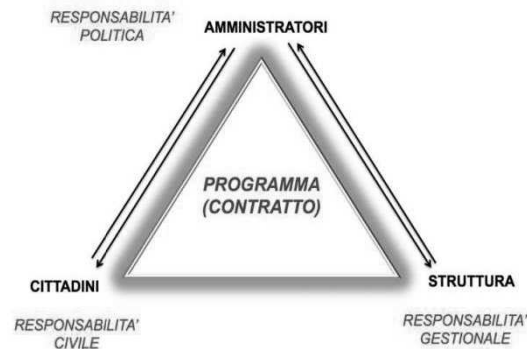 RESPONSABILITA'
POLITICA
AMMINISTRATORI
PROGRAMMA
(CONTRATTO)
CITTADINI
STRUTTURA
RESPONSABILITA'
CIVILE
RESPONSABILITA'
GESTIONALE